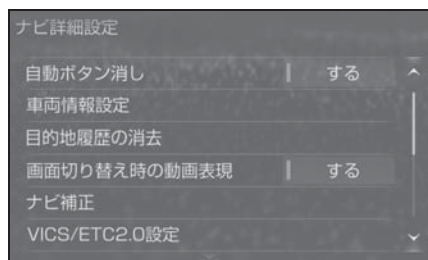 ナビ詳細設定
自動ボタン消し する
車両情報設定
目的地履歴の消去
画面切り替え時の動画表現 する
ナビ補正
VICS/ETC2.0設定